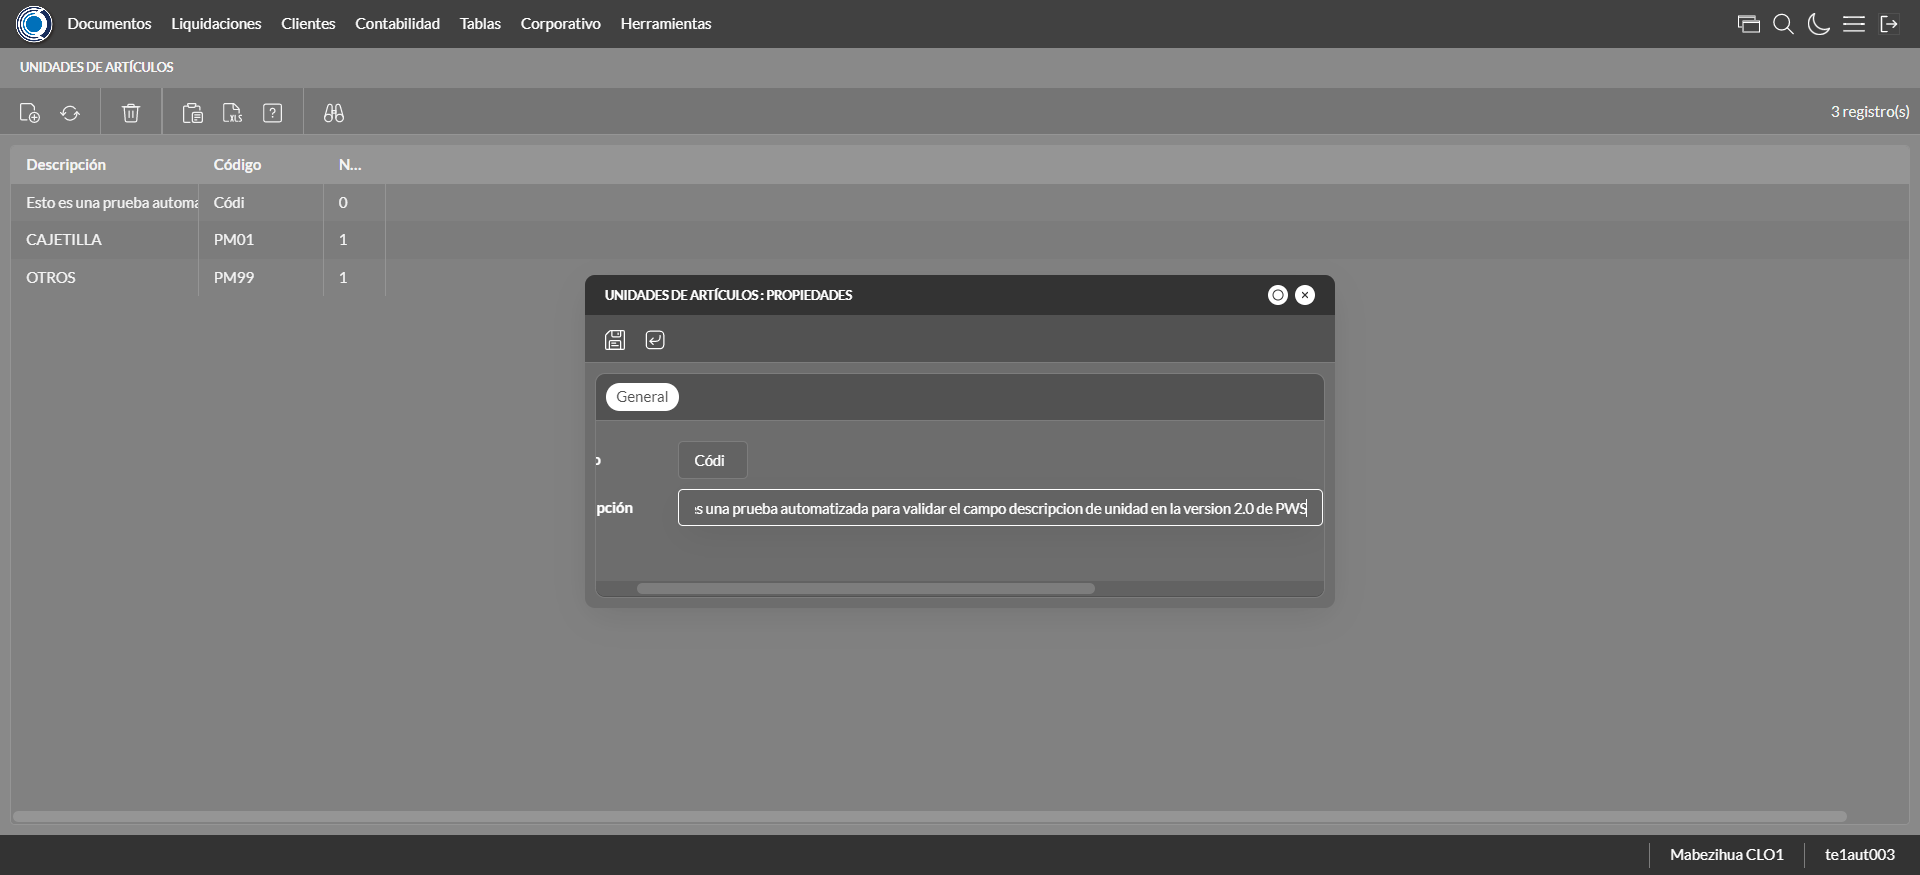 Documentos Liquidaciones Clientes Contabilidad Tablas Corporativo Herramientas
UNIDADES DE ARTÍCULOS
XLS ? 3 registro(s)
Descripción Código N...
Esto es una prueba automa Códi 0
CAJETILLA PM01 1
OTROS PM99 1
UNIDADES DE ARTÍCULOS : PROPIEDADES
General
o Códi
pción es una prueba automatizada para validar el campo descripcion de unidad en la version 2.0 de PWS
Mabezihua CLO1 te1aut003